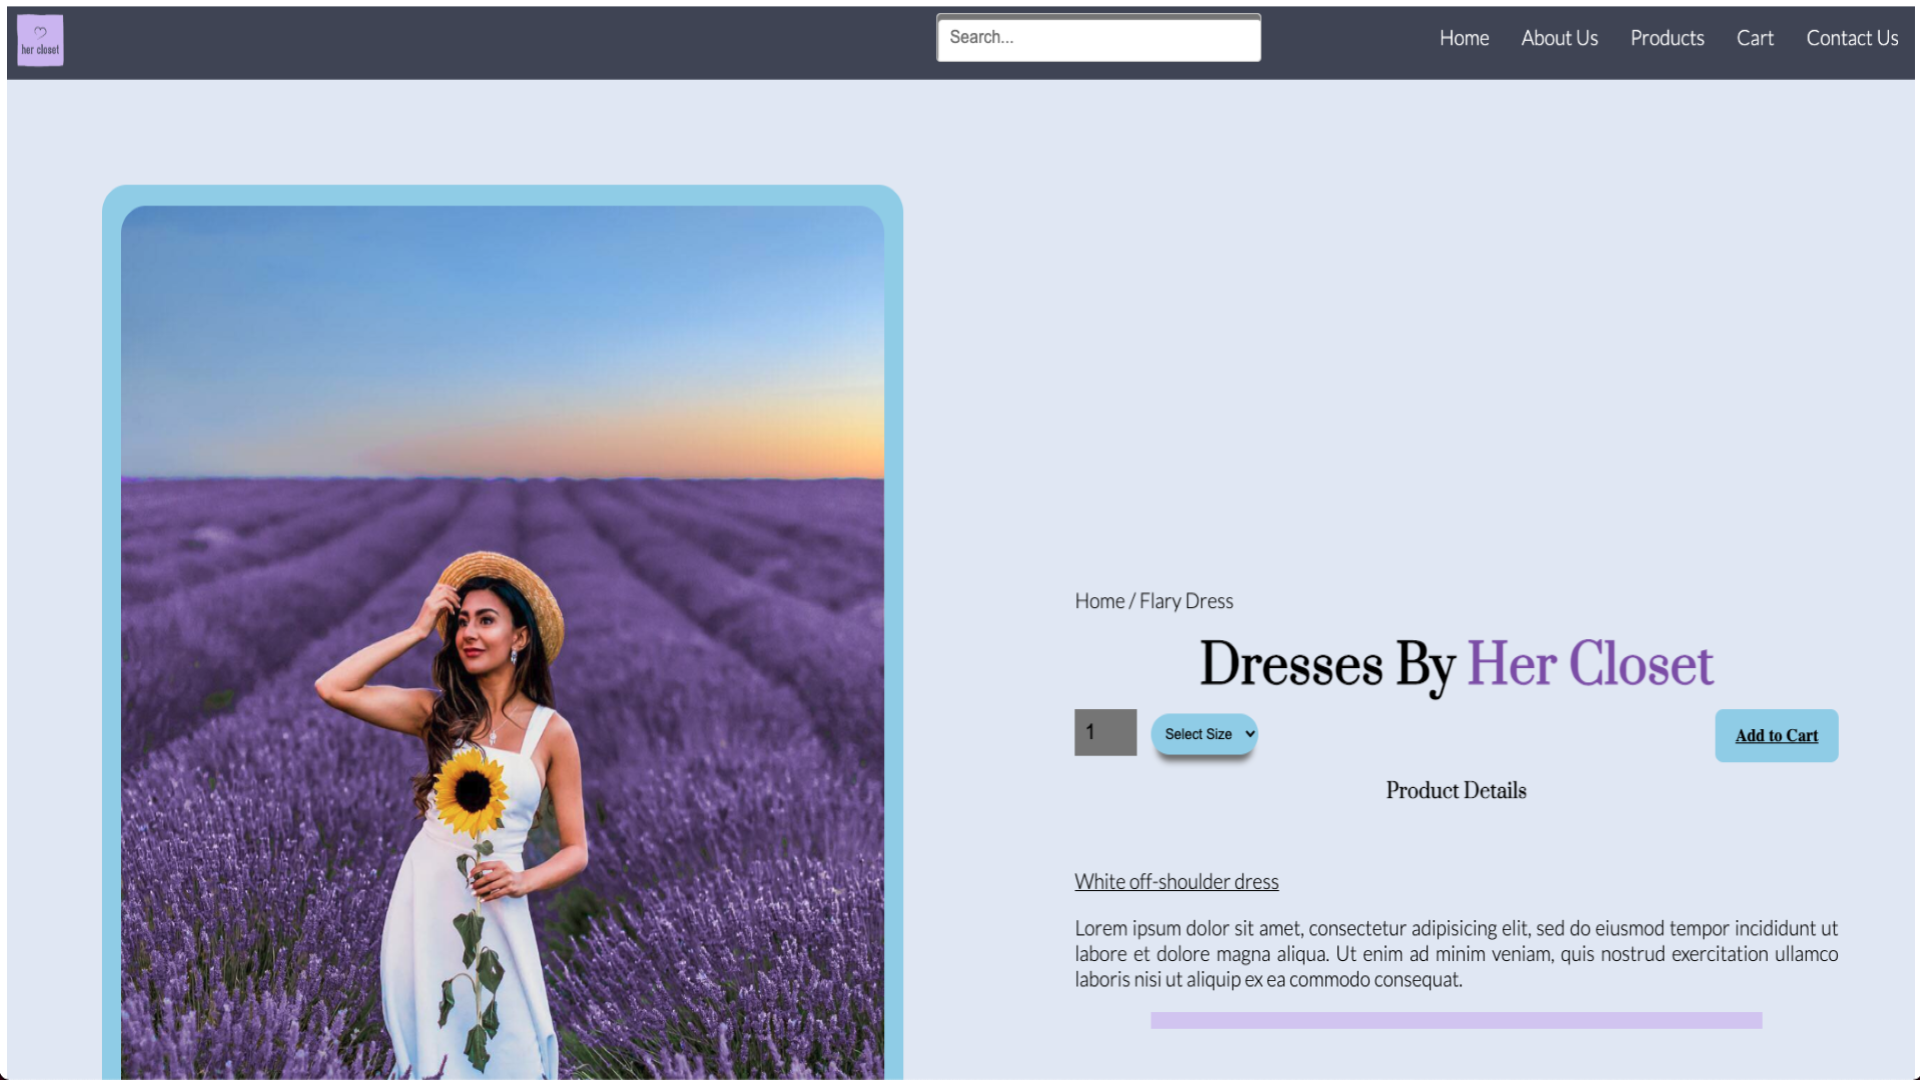 her closet
Search...
Home
About Us
Products
Cart
Contact Us
Home / Flary Dress
Dresses By Her Closet
1
Select Size
Add to Cart
Product Details
White off-shoulder dress
Lorem ipsum dolor sit amet, consectetur adipisicing elit, sed do eiusmod tempor incididunt ut
labore et dolore magna aliqua. Ut enim ad minim veniam, quis nostrud exercitation ullamco
laboris nisi ut aliquip ex ea commodo consequat.